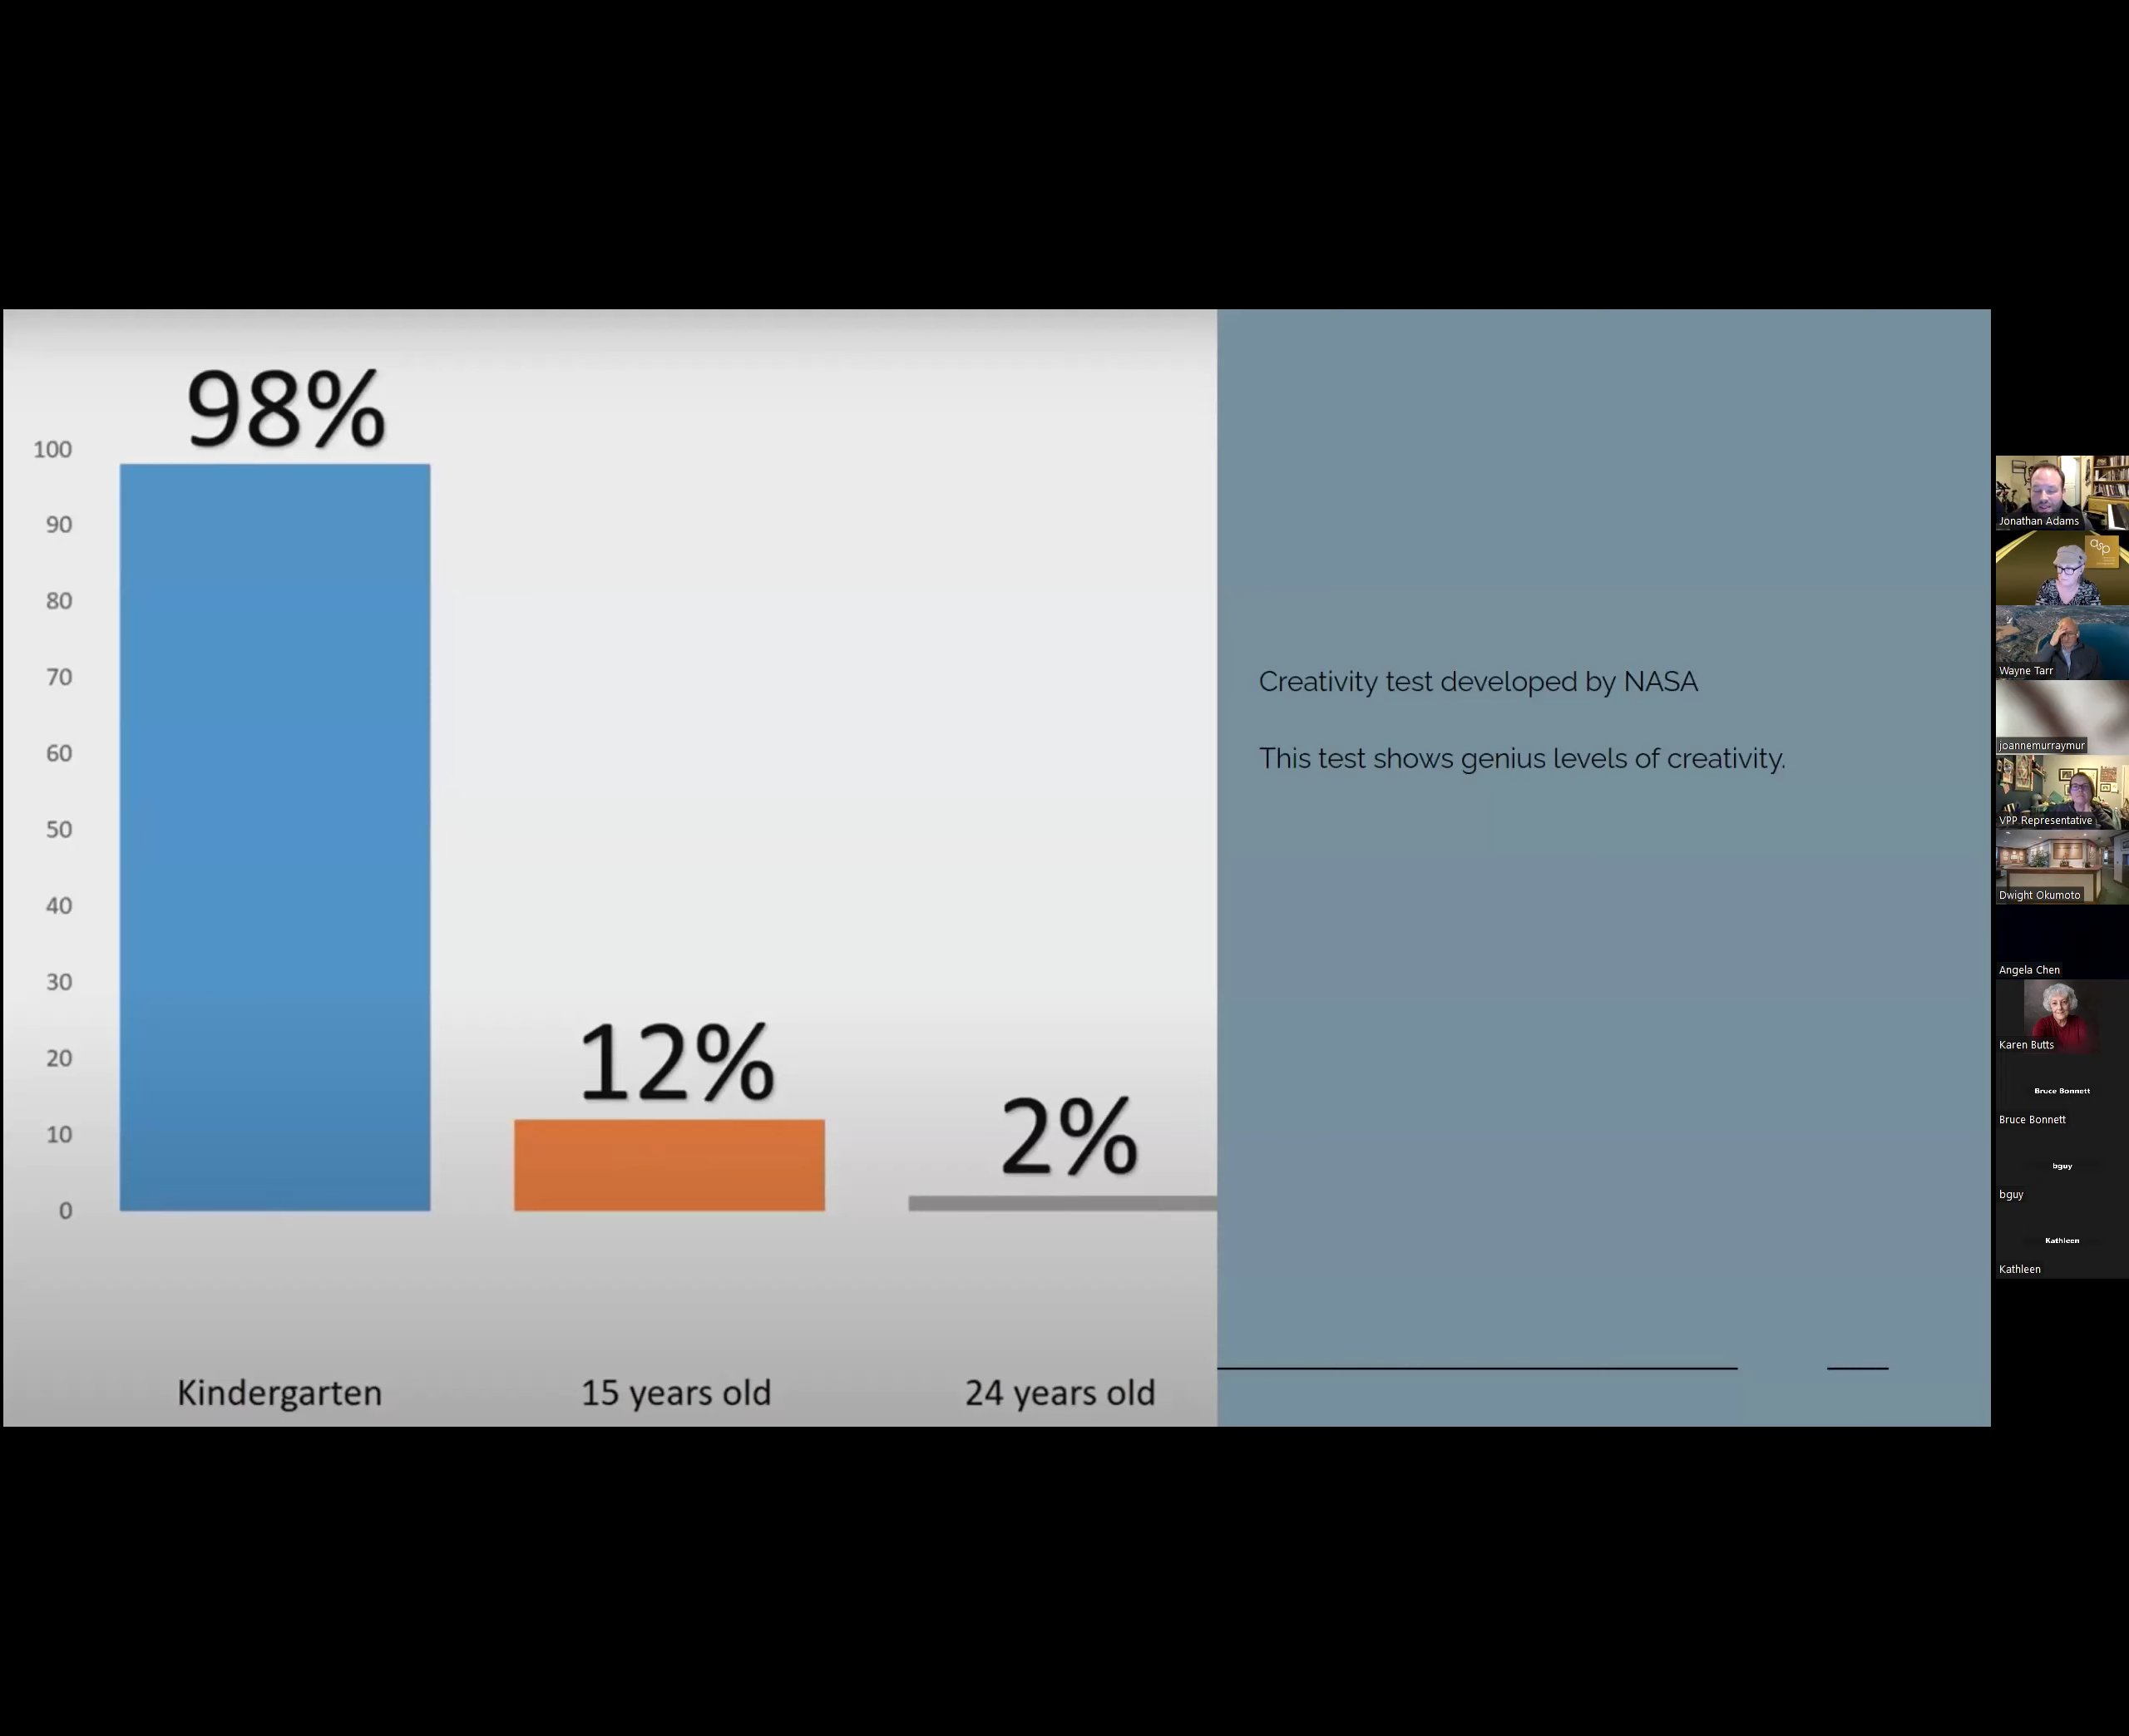 98%
100
90
80
70
60
50
40
30
20
10
0
12%
2%
Kindergarten
15 years old
24 years old
Creativity test developed by NASA
This test shows genius levels of creativity.
Jonathan Adams
asp
Wayne Tarr
joannemurraymur
VPP Representative
Dwight Okumoto
Angela Chen
Karen Butts
Bruce Bonnett
Bruce Bonnett
bguy
bguy
Kathleen
Kathleen